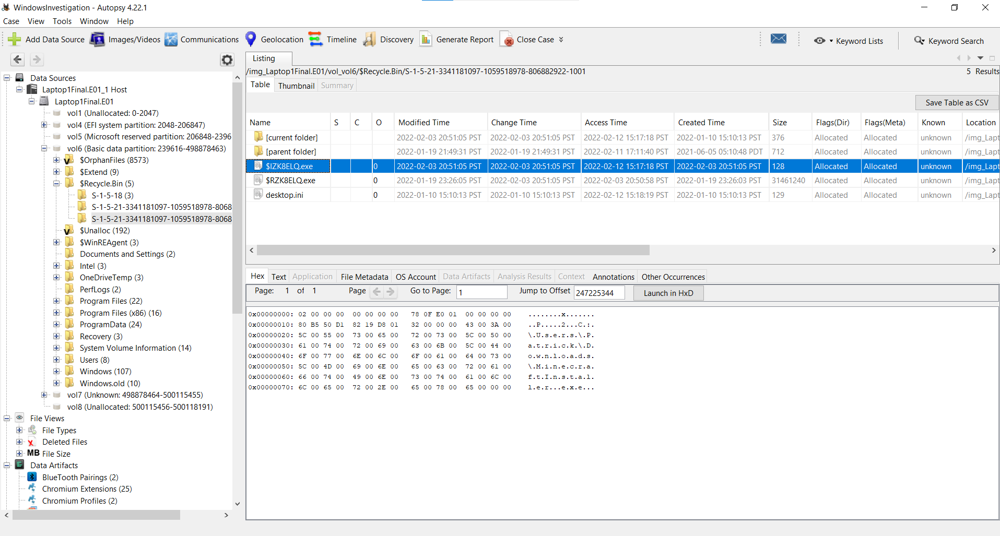 WindowsInvestigation - Autopsy 4.22.1
Case View Tools Window Help
Add Data Source Images/Videos Communications Geolocation Timeline Discovery Generate Report Close Case Keyword Lists Keyword Search
Data Sources
Laptop1Final.E01_1 Host
Laptop1Final.E01
vol1 (Unallocated: 0-2047)
vol4 (EFI system partition: 2048-206847)
vol5 (Microsoft reserved partition: 206848-2396
vol6 (Basic data partition: 239616-498878463)
$OrphanFiles (8573)
$Extend (9)
$Recycle.Bin (5)
S-1-5-18 (3)
S-1-5-21-3341181097-1059518978-8068
S-1-5-21-3341181097-1059518978-8068
$Unalloc (192)
$WinREAgent (3)
Documents and Settings (2)
Intel (3)
OneDriveTemp (3)
PerfLogs (2)
Program Files (22)
Program Files (x86) (16)
ProgramData (24)
Recovery (3)
System Volume Information (14)
Users (8)
Windows (107)
Windows.old (10)
vol7 (Unknown: 498878464-500115455)
vol8 (Unallocated: 500115456-500118191)
File Views
File Types
Deleted Files
MB File Size
Data Artifacts
BlueTooth Pairings (2)
Chromium Extensions (25)
Chromium Profiles (2)
Listing
/img_Laptop1Final.E01/vol_vol6/$Recycle.Bin/S-1-5-21-3341181097-1059518978-806882922-1001 5 Results
Table Thumbnail Summary
Save Table as CSV
Name S C O Modified Time Change Time Access Time Created Time Size Flags(Dir) Flags(Meta) Known Location
[current folder] 2022-02-03 20:51:05 PST 2022-02-03 20:51:05 PST 2022-02-12 15:17:18 PST 2022-01-10 15:10:13 PST 376 Allocated Allocated unknown /img_Lapt
[parent folder] 2022-01-19 21:49:31 PST 2022-01-19 21:49:31 PST 2022-02-11 17:11:40 PST 2021-06-05 05:10:48 PDT 712 Allocated Allocated unknown /img_Lapt
$IZK8ELQ.exe 0 2022-02-03 20:51:05 PST 2022-02-03 20:51:05 PST 2022-02-12 15:17:18 PST 2022-02-03 20:51:05 PST 128 Allocated Allocated unknown /img_Lapt
$RZK8ELQ.exe 0 2022-01-19 23:26:05 PST 2022-02-03 20:51:05 PST 2022-02-03 20:50:58 PST 2022-01-19 23:26:03 PST 31461240 Allocated Allocated unknown /img_Lapt
desktop.ini 0 2022-01-10 15:10:13 PST 2022-01-10 15:10:13 PST 2022-02-12 15:18:19 PST 2022-01-10 15:10:13 PST 129 Allocated Allocated unknown /img_Lapt
Hex Text Application File Metadata OS Account Data Artifacts Analysis Results Context Annotations Other Occurrences
Page: 1 of 1 Page Go to Page: 1 Jump to Offset 247225344 Launch in HxD
0x00000000: 02 00 00 00 00 00 00 00 78 0F E0 01 00 00 00 00 ........x.......
0x00000010: 80 B5 50 D1 82 19 D8 01 32 00 00 00 43 00 3A 00 ..P.....2...C.:.
0x00000020: 5C 00 55 00 73 00 65 00 72 00 73 00 5C 00 50 00 \.U.s.e.r.s.\.P.
0x00000030: 61 00 74 00 72 00 69 00 63 00 6B 00 5C 00 44 00 a.t.r.i.c.k.\.D.
0x00000040: 6F 00 77 00 6E 00 6C 00 6F 00 61 00 64 00 73 00 o.w.n.l.o.a.d.s.
0x00000050: 5C 00 4D 00 69 00 6E 00 65 00 63 00 72 00 61 00 \.M.i.n.e.c.r.a.
0x00000060: 66 00 74 00 49 00 6E 00 73 00 74 00 61 00 6C 00 f.t.I.n.s.t.a.l.
0x00000070: 6C 00 65 00 72 00 2E 00 65 00 78 00 65 00 00 00 l.e.r...e.x.e...